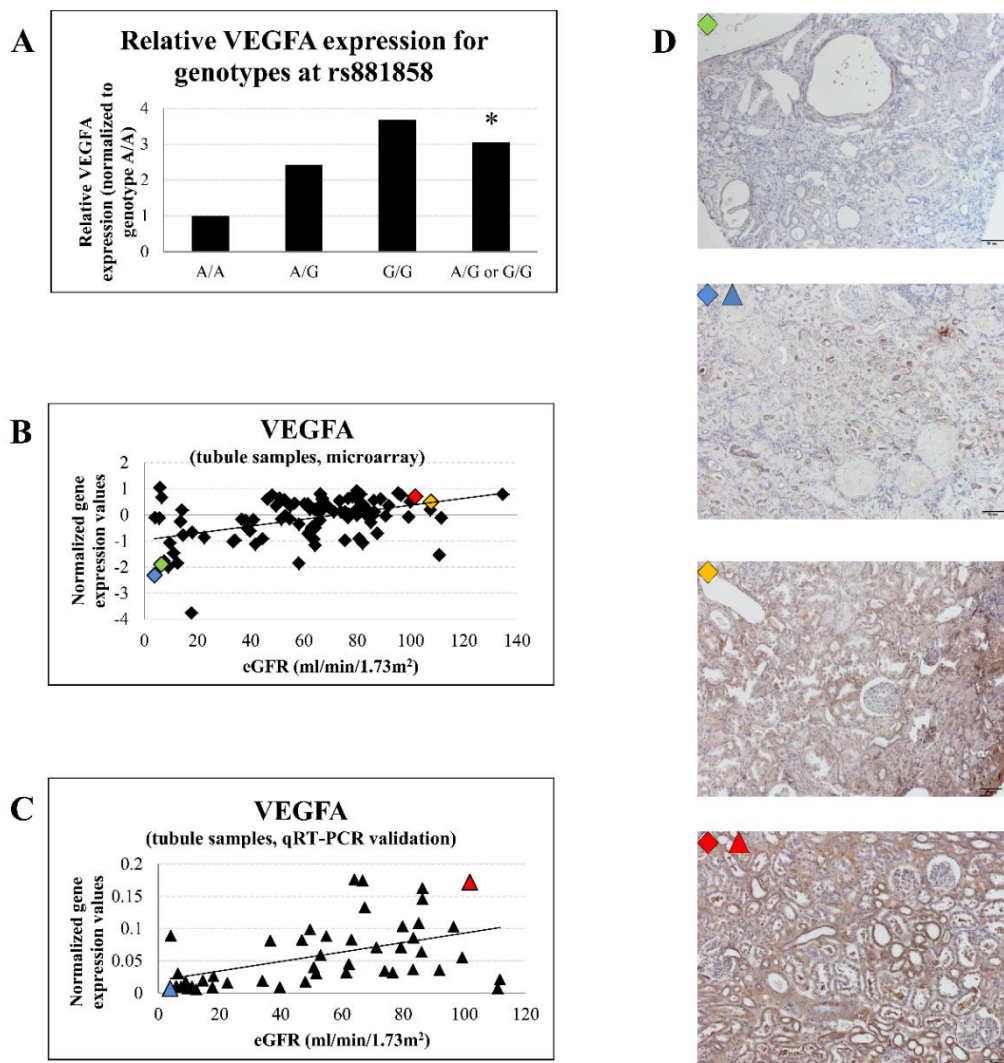 A
Relative VEGFA expression for
genotypes at rs881858
Relative VEGFA
expression (normalized to
genotype A/A)
4
3
2
1
0
*
A/A A/G G/G A/G or G/G
B
VEGFA
(tubule samples, microarray)
Normalized gene
expression values
2
1
0
-1
-2
-3
-4
0 20 40 60 80 100 120 140
eGFR (ml/min/1.73m²)
C
VEGFA
(tubule samples, qRT-PCR validation)
Normalized gene
expression values
0.2
0.15
0.1
0.05
0
0 20 40 60 80 100 120
eGFR (ml/min/1.73m²)
D